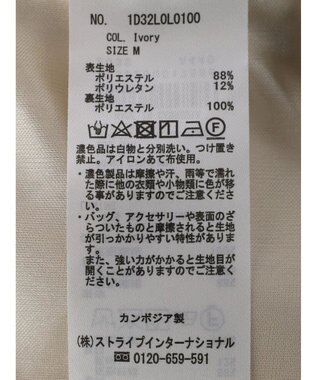 NO. 1D32L0L0100
COL. Ivory
SIZE M
表生地
ポリエステル 88%
ポリウレタン 12%
裏生地
ポリエステル 100%
濃色品は白物と分別洗い。つけ置き
禁止。アイロンあて布使用。
・濃色製品は摩擦や汗、雨等で濡れ
た際に他の衣類や小物類に色が移
る事がありますのでご注意くださ
い。
・バッグ、アクセサリーや表面のざ
らついたものと摩擦されると生地
が引っかかりやすい特性がありま
す。
また、強い力がかかると生地目が
開くことがありますのでご注意く
ださい。
カンボジア製
(株)ストライプインターナショナル
0120-659-591